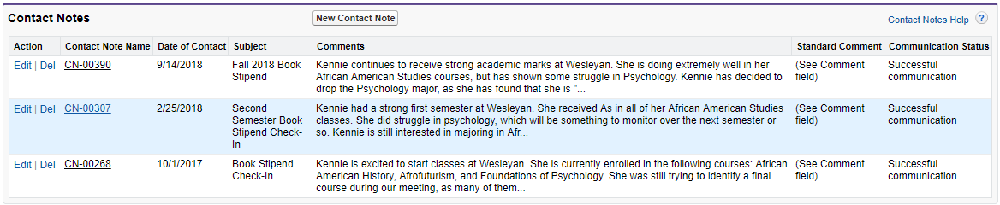 Contact Notes
New Contact Note
Contact Notes Help ?
Action Contact Note Name Date of Contact Subject Comments Standard Comment Communication Status
Edit | Del CN-00390 9/14/2018 Fall 2018 Book Kennie continues to receive strong academic marks at Wesleyan. She is doing extremely well in her (See Comment Successful
Stipend African American Studies courses, but has shown some struggle in Psychology. Kennie has decided to field) communication
drop the Psychology major, as she has found that she is "...
Edit | Del CN-00307 2/25/2018 Second Kennie had a strong first semester at Wesleyan. She received As in all of her African American Studies (See Comment Successful
Semester Book classes. She did struggle in psychology, which will be something to monitor over the next semester or field) communication
Stipend Check- so. Kennie is still interested in majoring in Afr...
In
Edit | Del CN-00268 10/1/2017 Book Stipend Kennie is excited to start classes at Wesleyan. She is currently enrolled in the following courses: African (See Comment Successful
Check-In American History, Afrofuturism, and Foundations of Psychology. She was still trying to identify a final field) communication
course during our meeting, as many of them...